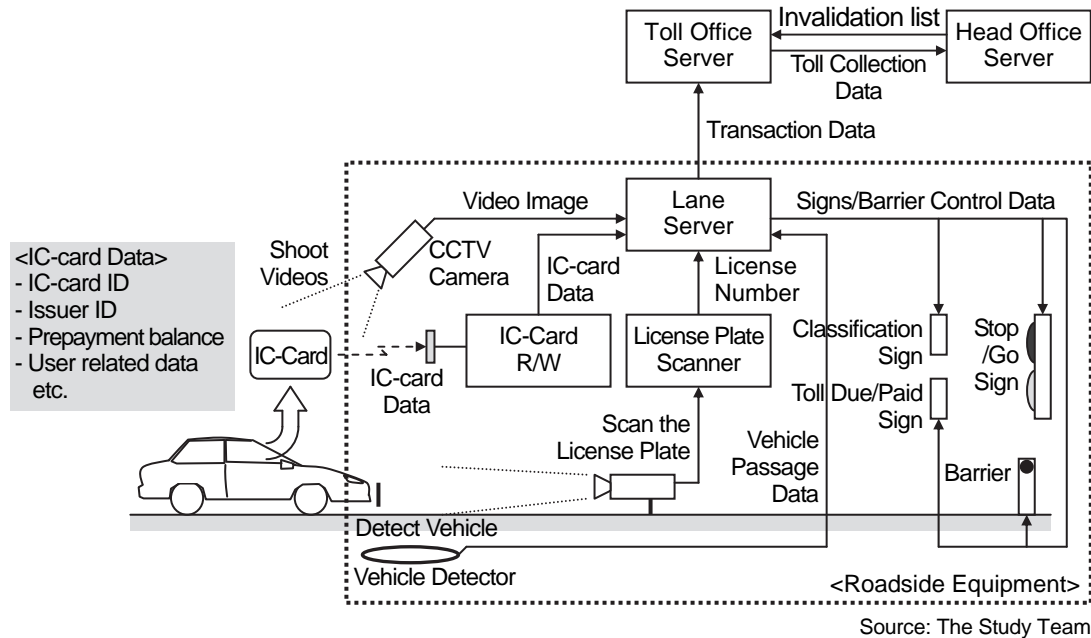 Toll Office
Server
Invalidation list
Toll Collection
Data
Head Office
Server
Transaction Data
Video Image
Lane
Server
Signs/Barrier Control Data
<IC-card Data>
- IC-card ID
- Issuer ID
- Prepayment balance
- User related data
etc.
Shoot
Videos
CCTV
Camera
IC-card
Data
License
Number
IC-Card
IC-card
Data
IC-Card
R/W
License Plate
Scanner
Classification
Sign
Stop
/Go
Sign
Toll Due/Paid
Sign
Scan the
License Plate
Vehicle
Passage
Data
Barrier
Detect Vehicle
Vehicle Detector
<Roadside Equipment>
Source: The Study Team